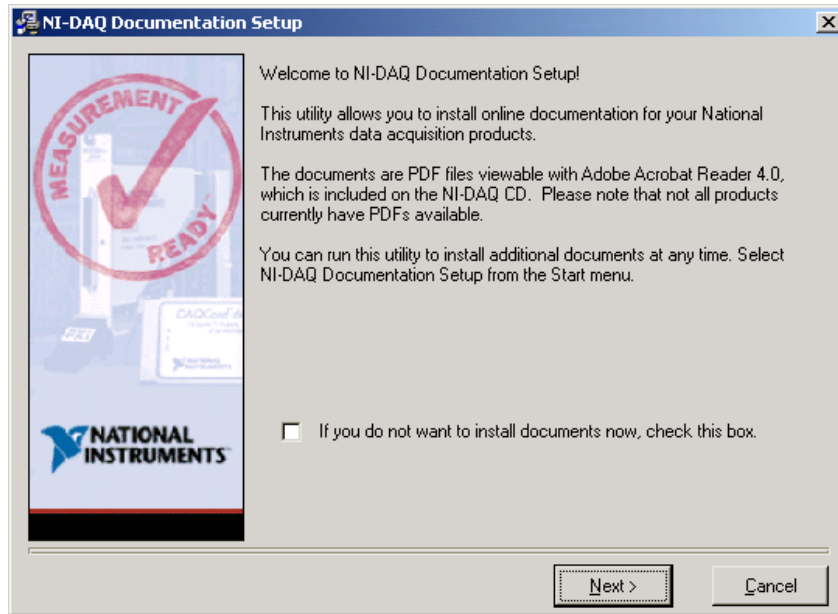 NI-DAQ Documentation Setup
MEASUREMENT
READY
Welcome to NI-DAQ Documentation Setup!
This utility allows you to install online documentation for your National
Instruments data acquisition products.
The documents are PDF files viewable with Adobe Acrobat Reader 4.0,
which is included on the NI-DAQ CD.  Please note that not all products
currently have PDFs available.
You can run this utility to install additional documents at any time. Select
NI-DAQ Documentation Setup from the Start menu.
NATIONAL
INSTRUMENTS
If you do not want to install documents now, check this box.
Next >
Cancel